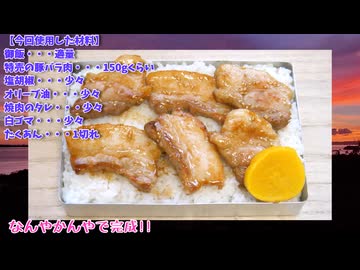 【今回使用した材料】
御飯・・・適量
特売の豚バラ肉・・・150gくらい
塩胡椒・・・少々
オリーブ油・・・少々
焼肉のタレ・・・少々
白ゴマ・・・少々
たくあん・・・1切れ
なんやかんやで完成!!